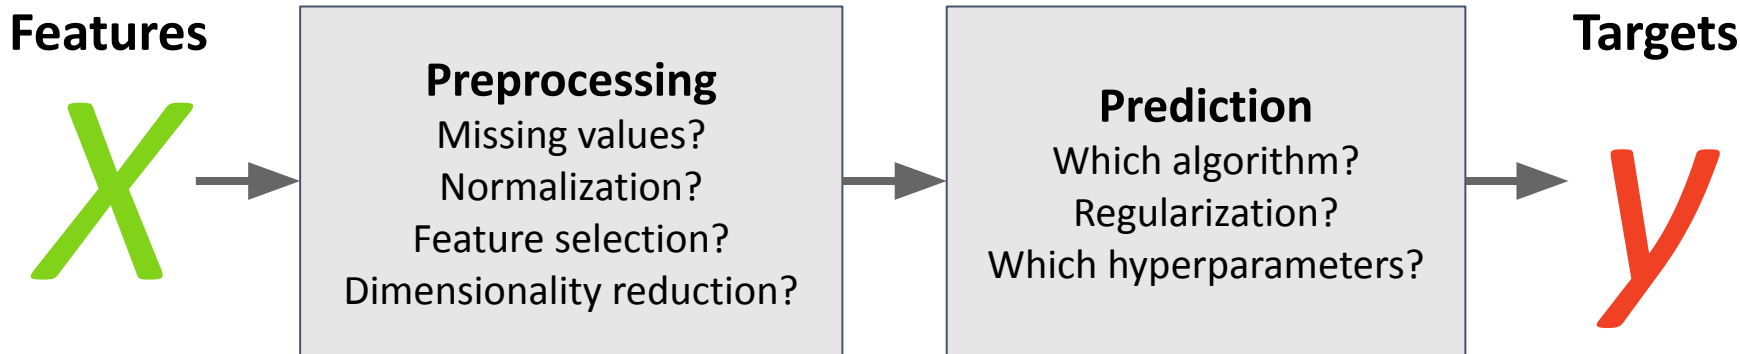 Features
X
Preprocessing
Missing values?
Normalization?
Feature selection?
Dimensionality reduction?
Prediction
Which algorithm?
Regularization?
Which hyperparameters?
Targets
y